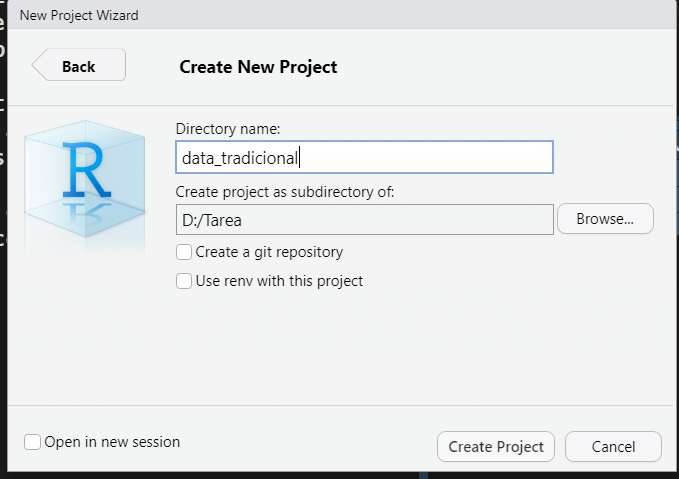 New Project Wizard
Back
Create New Project
R
Directory name:
data_tradicional
Create project as subdirectory of:
D:/Tarea
Browse...
Create a git repository
Use renv with this project
Open in new session
Create Project
Cancel